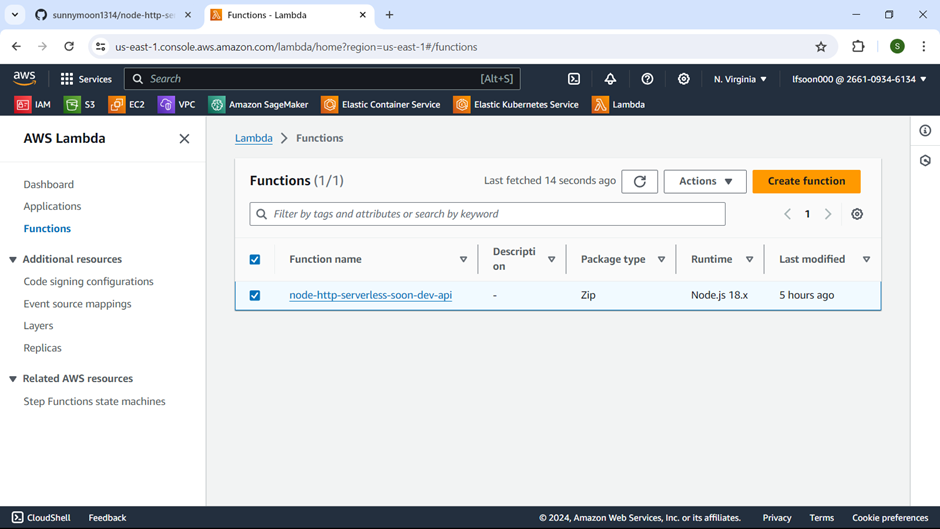 sunnymoon1314/node-http-ser
Functions - Lambda
us-east-1.console.aws.amazon.com/lambda/home?region=us-east-1#/functions
S
aws
Services
Search
[Alt+S]
N. Virginia
lfsoon000 @ 2661-0934-6134
IAM
S3
EC2
VPC
Amazon SageMaker
Elastic Container Service
Elastic Kubernetes Service
Lambda
AWS Lambda
Dashboard
Applications
Functions
Additional resources
Code signing configurations
Event source mappings
Layers
Replicas
Related AWS resources
Step Functions state machines
Lambda > Functions
Functions (1/1)
Last fetched 14 seconds ago
Actions
Create function
Filter by tags and attributes or search by keyword
1
Function name
Descripti
on
Package type
Runtime
Last modified
node-http-serverless-soon-dev-api
-
Zip
Node.js 18.x
5 hours ago
CloudShell
Feedback
© 2024, Amazon Web Services, Inc. or its affiliates.
Privacy
Terms
Cookie preferences